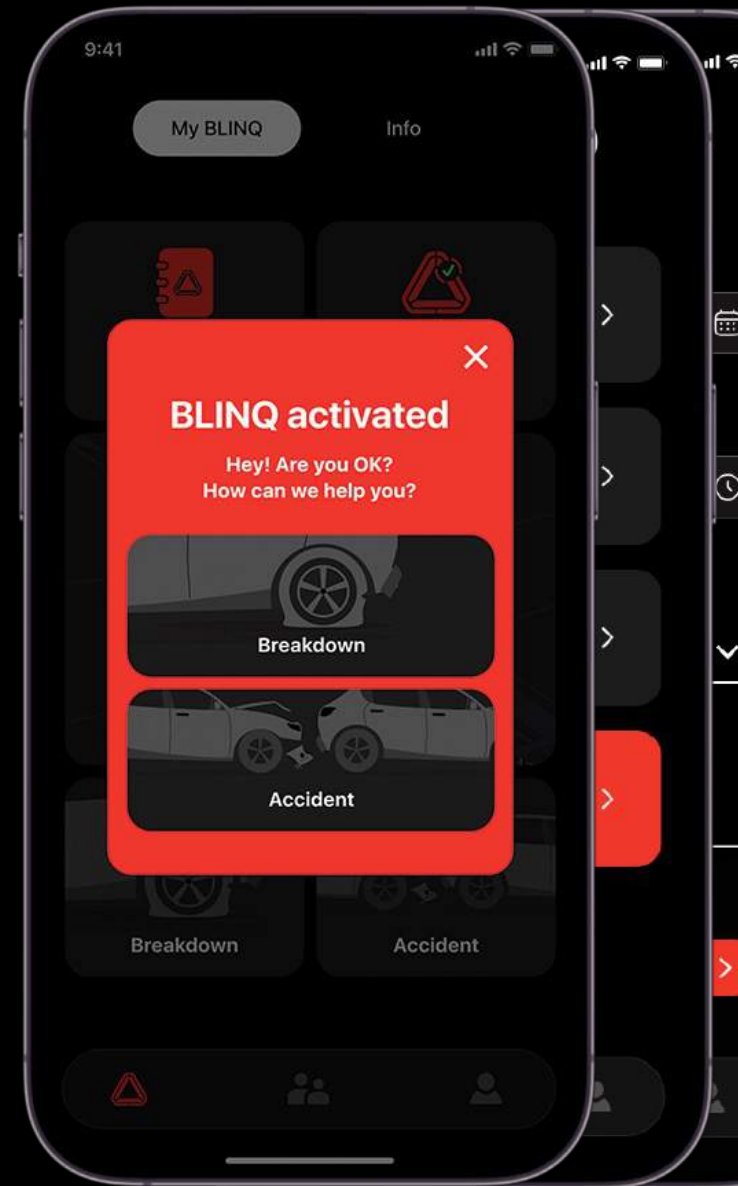 9:41
My BLINQ
Info
BLINQ activated
Hey! Are you OK?
How can we help you?
Breakdown
Accident
Breakdown
Accident